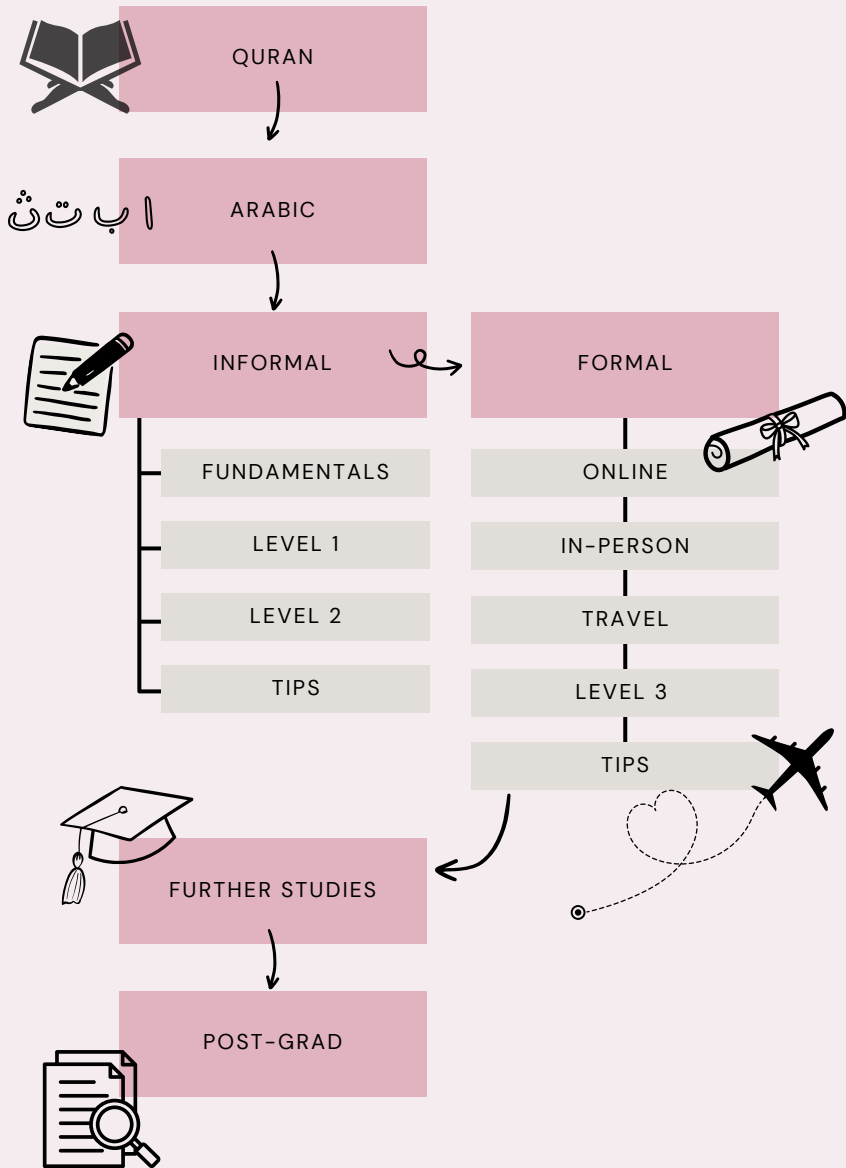 QURAN
ARABIC
ا ب ت ث
INFORMAL
FORMAL
FUNDAMENTALS
LEVEL 1
LEVEL 2
TIPS
ONLINE
IN-PERSON
TRAVEL
LEVEL 3
TIPS
FURTHER STUDIES
POST-GRAD